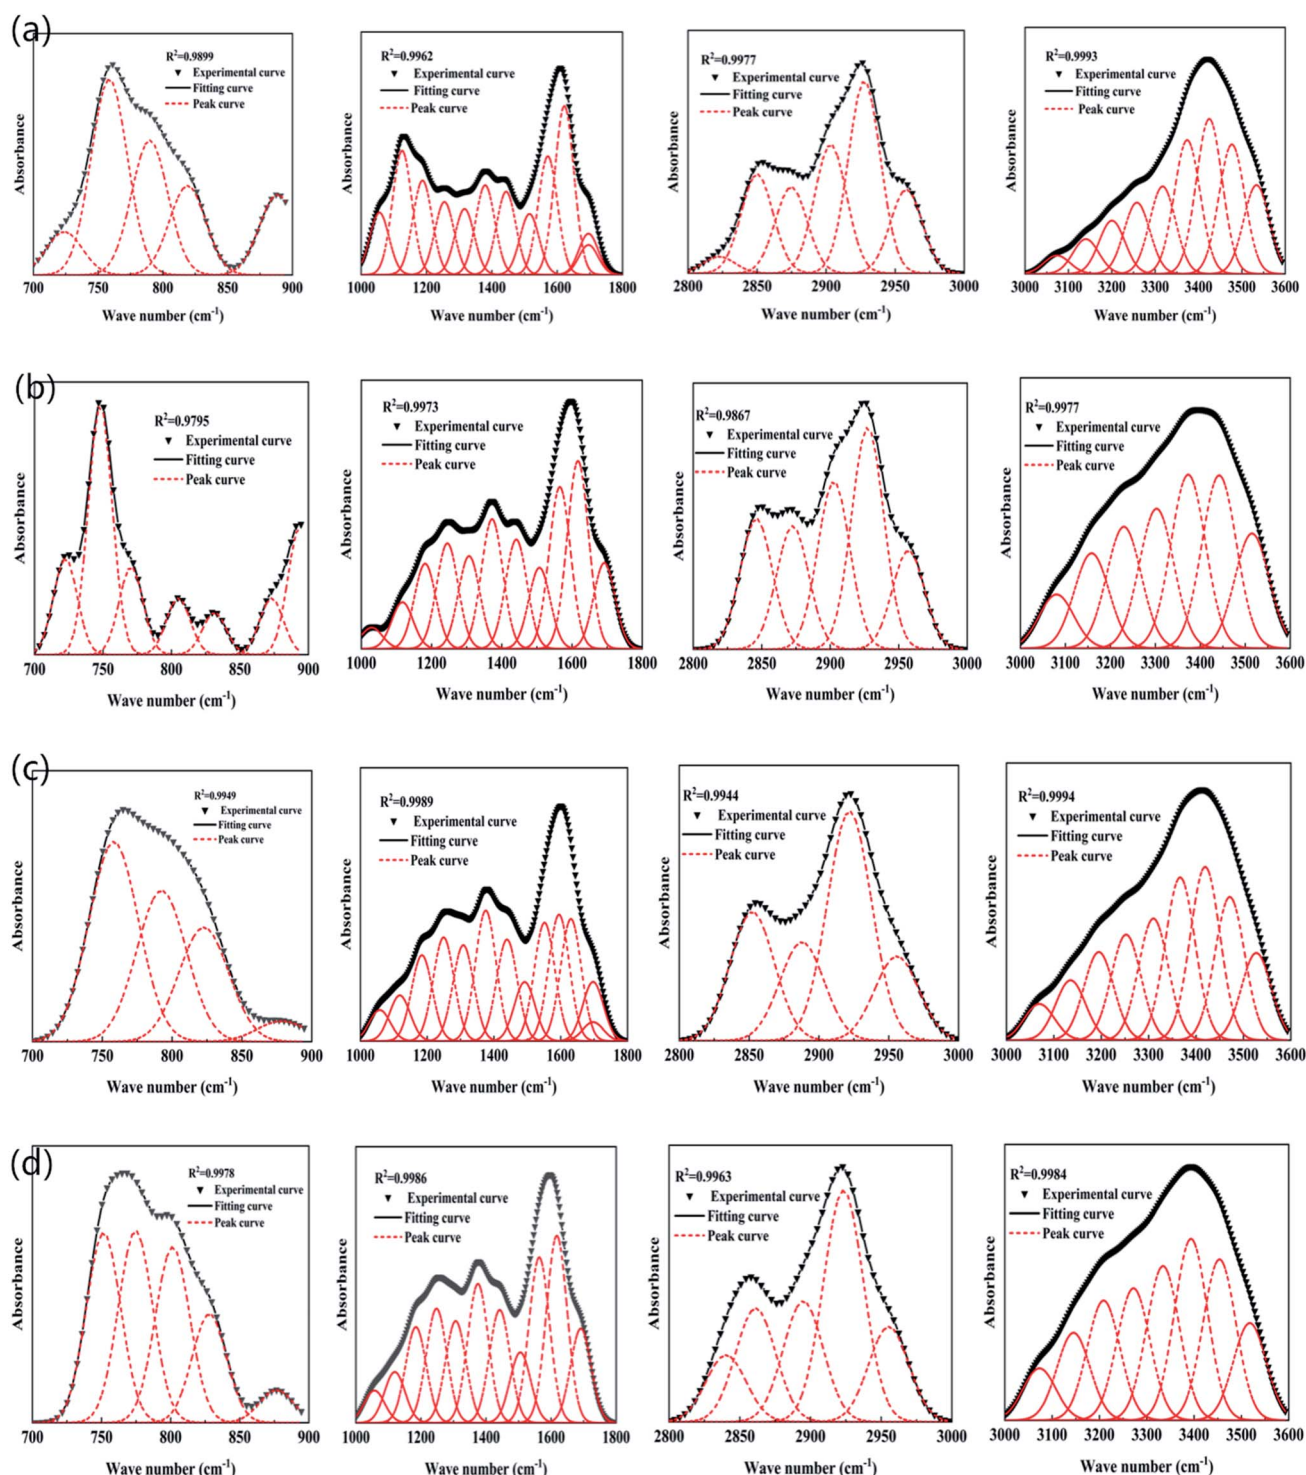 (a)
R²=0.9899
Experimental curve
Fitting curve
Peak curve
Absorbance
700 750 800 850 900
Wave number (cm⁻¹)
R²=0.9962
Experimental curve
Fitting curve
Peak curve
Absorbance
1000 1200 1400 1600 1800
Wave number (cm⁻¹)
R²=0.9977
Experimental curve
Fitting curve
Peak curve
Absorbance
2800 2850 2900 2950 3000
Wave number (cm⁻¹)
R²=0.9993
Experimental curve
Fitting curve
Peak curve
Absorbance
3000 3100 3200 3300 3400 3500 3600
Wave number (cm⁻¹)
(b)
R²=0.9795
Experimental curve
Fitting curve
Peak curve
Absorbance
700 750 800 850 900
Wave number (cm⁻¹)
R²=0.9973
Experimental curve
Fitting curve
Peak curve
Absorbance
1000 1200 1400 1600 1800
Wave number (cm⁻¹)
R²=0.9867
Experimental curve
Fitting curve
Peak curve
Absorbance
2800 2850 2900 2950 3000
Wave number (cm⁻¹)
R²=0.9977
Experimental curve
Fitting curve
Peak curve
Absorbance
3000 3100 3200 3300 3400 3500 3600
Wave number (cm⁻¹)
(c)
R²=0.9949
Experimental curve
Fitting curve
Peak curve
Absorbance
700 750 800 850 900
Wave number (cm⁻¹)
R²=0.9989
Experimental curve
Fitting curve
Peak curve
Absorbance
1000 1200 1400 1600 1800
Wave number (cm⁻¹)
R²=0.9944
Experimental curve
Fitting curve
Peak curve
Absorbance
2800 2850 2900 2950 3000
Wave number (cm⁻¹)
R²=0.9994
Experimental curve
Fitting curve
Peak curve
Absorbance
3000 3100 3200 3300 3400 3500 3600
Wave number (cm⁻¹)
(d)
R²=0.9978
Experimental curve
Fitting curve
Peak curve
Absorbance
700 750 800 850 900
Wave number (cm⁻¹)
R²=0.9986
Experimental curve
Fitting curve
Peak curve
Absorbance
1000 1200 1400 1600 1800
Wave number (cm⁻¹)
R²=0.9963
Experimental curve
Fitting curve
Peak curve
Absorbance
2800 2850 2900 2950 3000
Wave number (cm⁻¹)
R²=0.9984
Experimental curve
Fitting curve
Peak curve
Absorbance
3000 3100 3200 3300 3400 3500 3600
Wave number (cm⁻¹)